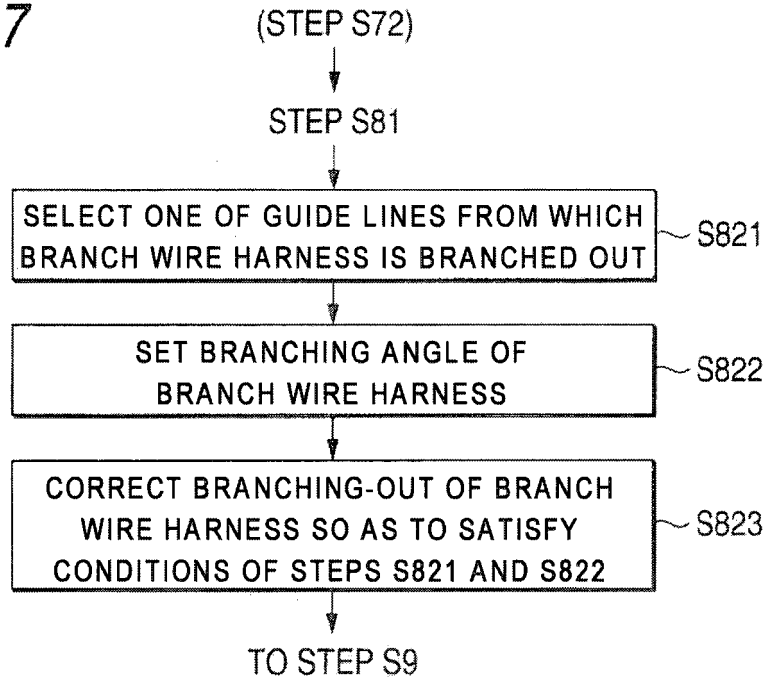 7
(STEP S72)
STEP S81
SELECT ONE OF GUIDE LINES FROM WHICH
BRANCH WIRE HARNESS IS BRANCHED OUT
S821
SET BRANCHING ANGLE OF
BRANCH WIRE HARNESS
S822
CORRECT BRANCHING-OUT OF BRANCH
WIRE HARNESS SO AS TO SATISFY
CONDITIONS OF STEPS S821 AND S822
S823
TO STEP S9